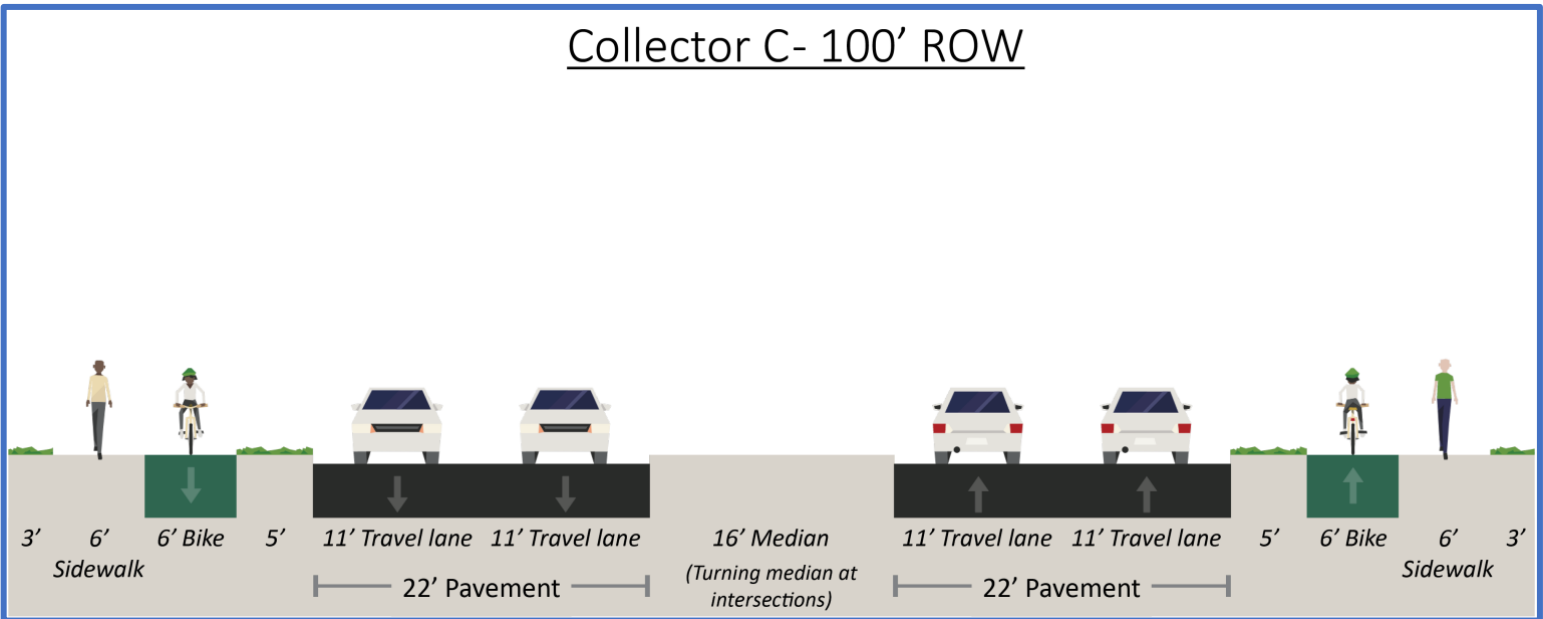 Collector C- 100’ ROW
3’ 6’ 6’ Bike 5’ 11’ Travel lane 11’ Travel lane 16’ Median 11’ Travel lane 11’ Travel lane 5’ 6’ Bike 6’ 3’
Sidewalk (Turning median at Sidewalk
22’ Pavement intersections) 22’ Pavement